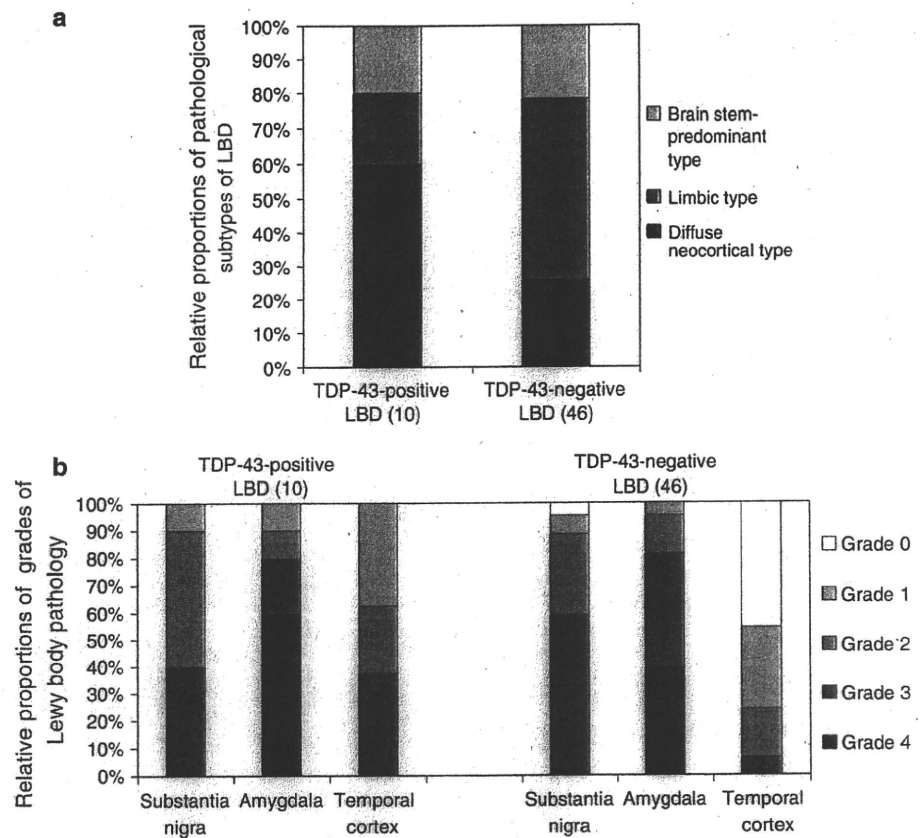 a
Relative proportions of pathological
subtypes of LBD
100%
90%
80%
70%
60%
50%
40%
30%
20%
10%
0%
TDP-43-positive
LBD (10)
TDP-43-negative
LBD (46)
Brain stem-
predominant
type
Limbic type
Diffuse
neocortical type
b
TDP-43-positive
LBD (10)
TDP-43-negative
LBD (46)
Relative proportions of grades of
Lewy body pathology
100%
90%
80%
70%
60%
50%
40%
30%
20%
10%
0%
Substantia
nigra
Amygdala
Temporal
cortex
Substantia
nigra
Amygdala
Temporal
cortex
Grade 0
Grade 1
Grade 2
Grade 3
Grade 4